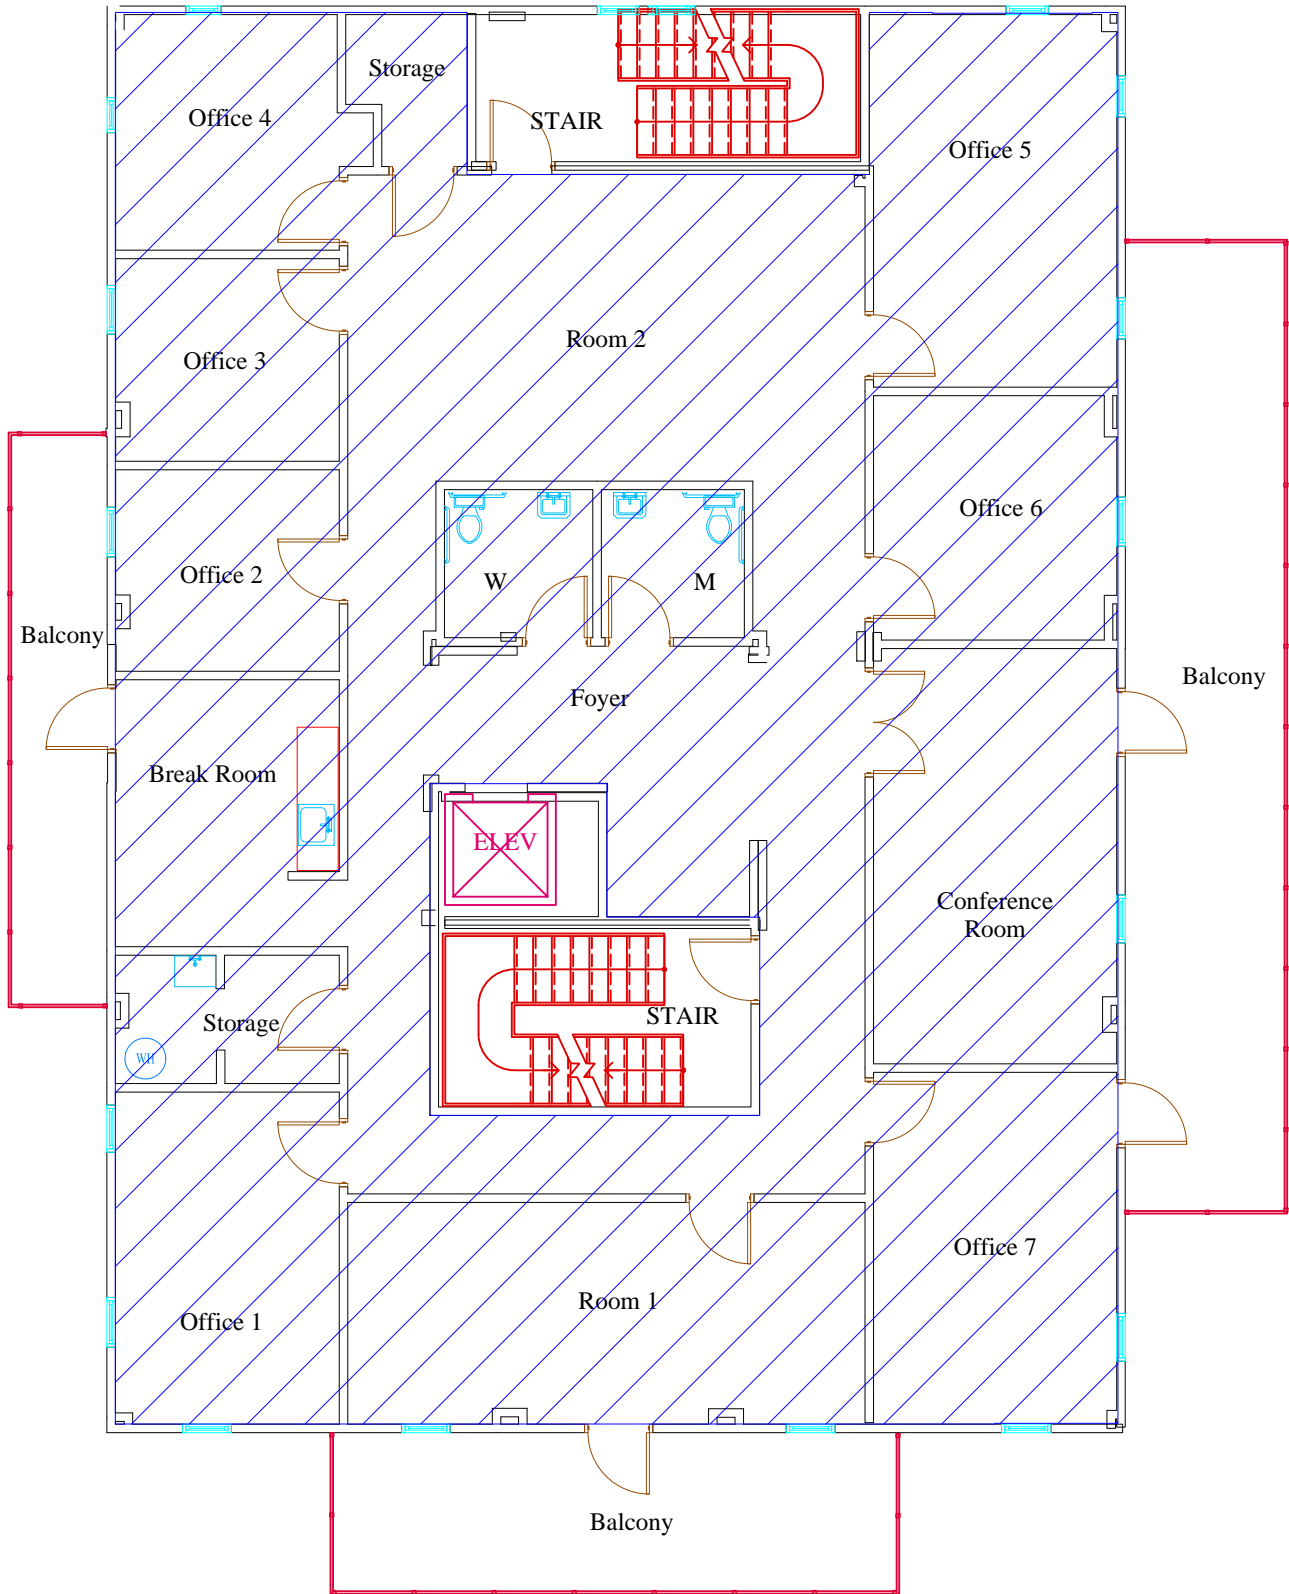 Storage
Office 4
STAIR
Office 5
Room 2
Office 3
Office 6
Office 2
W
M
Balcony
Foyer
Balcony
Break Room
ELEV
Conference
Room
Storage
STAIR
WH
Office 7
Room 1
Office 1
Balcony